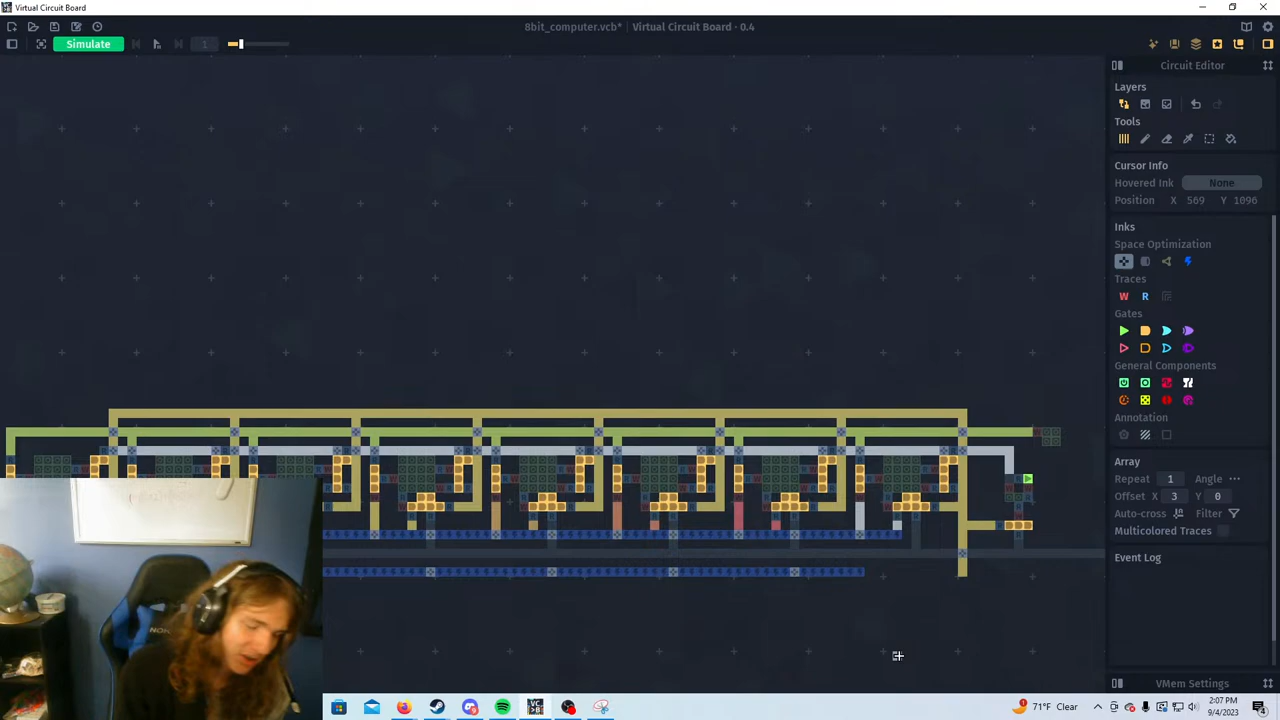 Virtual Circuit Board
8bit_computer.vcb* | Virtual Circuit Board - 0.4
Simulate
1
Circuit Editor
Layers
Tools
Cursor Info
Hovered Ink None
Position X 569 Y 1096
Inks
Space Optimization
Traces
W R
Gates
General Components
Annotation
Array
Repeat 1 Angle
Offset X 3 Y 0
Auto-cross Filter
Multicolored Traces
Event Log
VMem Settings
71°F Clear
2:07 PM
9/4/2023